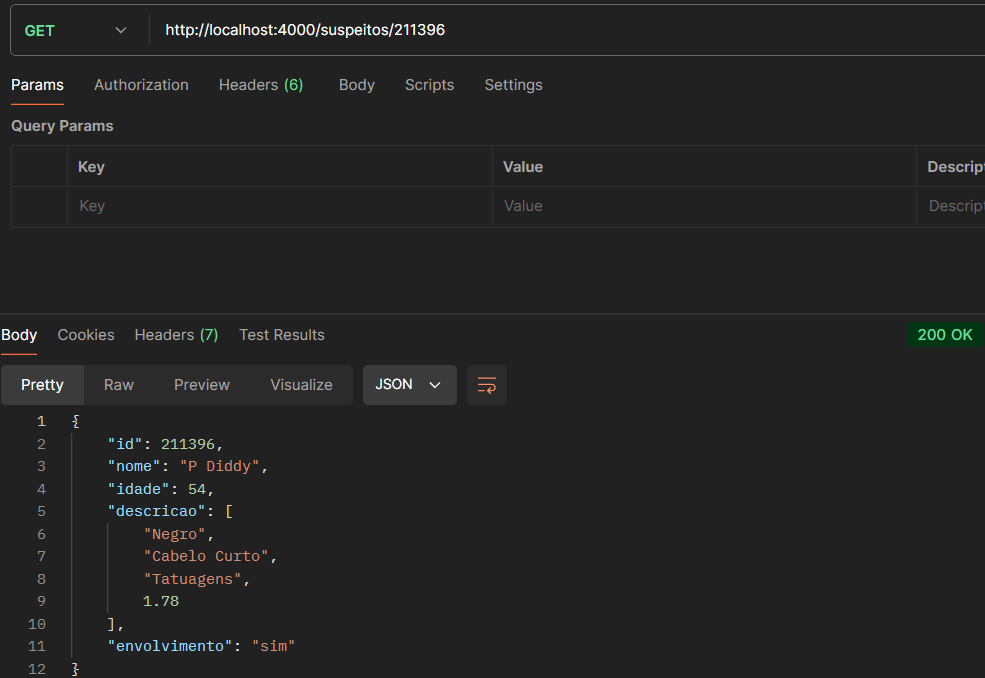 GET http://localhost:4000/suspeitos/211396
Params Authorization Headers (6) Body Scripts Settings
Query Params
Key Value Descript
Key Value Descript
Body Cookies Headers (7) Test Results 200 OK
Pretty Raw Preview Visualize JSON
1 {
2 "id": 211396,
3 "nome": "P Diddy",
4 "idade": 54,
5 "descricao": [
6 "Negro",
7 "Cabelo Curto",
8 "Tatuagens",
9 1.78
10 ],
11 "envolvimento": "sim"
12 }